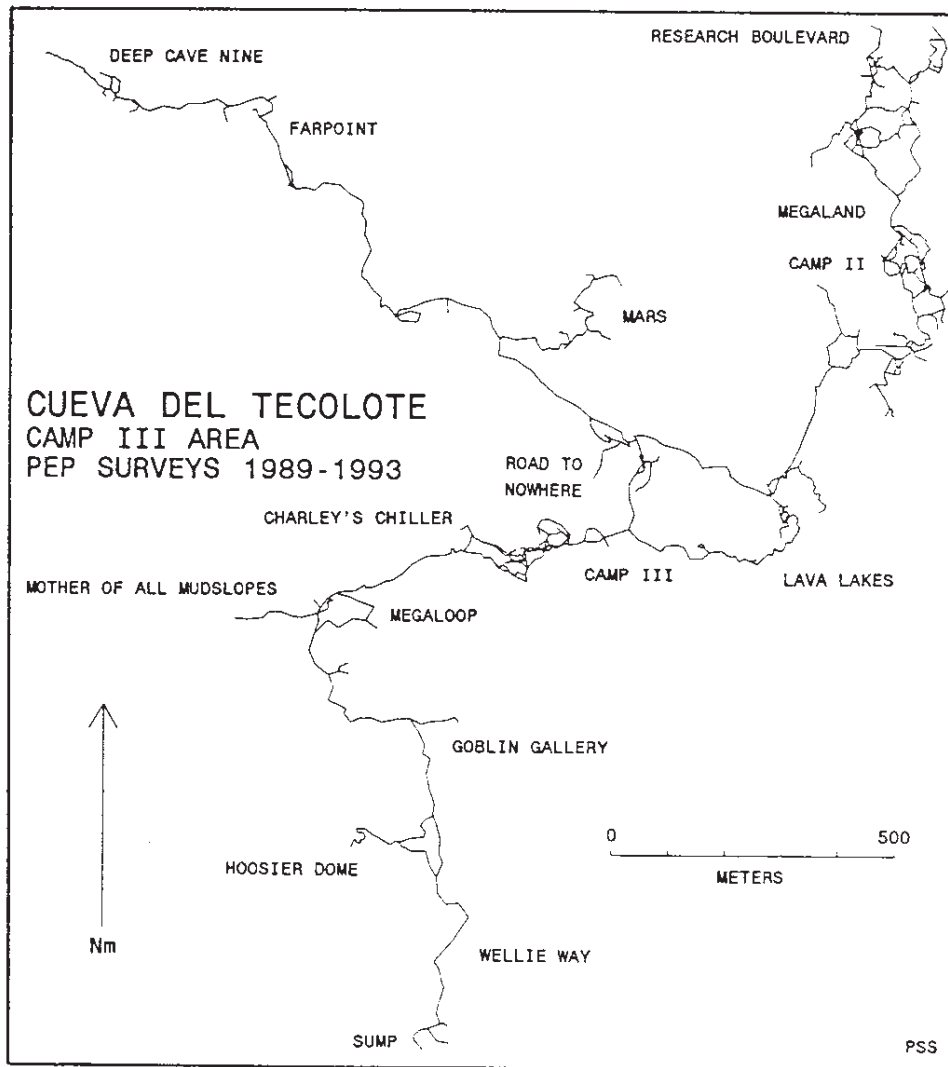 RESEARCH BOULEVARD
DEEP CAVE NINE
FARPOINT
MEGALAND
CAMP II
MARS
CUEVA DEL TECOLOTE
CAMP III AREA
PEP SURVEYS 1989-1993
ROAD TO
NOWHERE
CHARLEY'S CHILLER
CAMP III
LAVA LAKES
MOTHER OF ALL MUDSLOPES
MEGALOOP
GOBLIN GALLERY
0 500
METERS
HOOSIER DOME
Nm
WELLIE WAY
SUMP
PSS